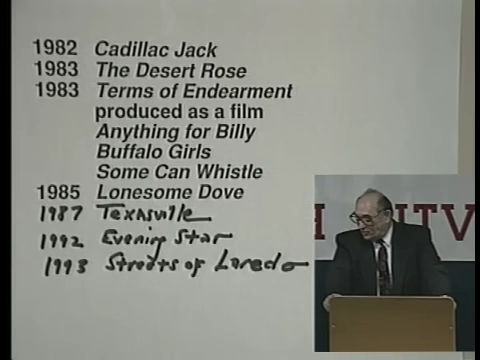 1982 Cadillac Jack
1983 The Desert Rose
1983 Terms of Endearment
produced as a film
Anything for Billy
Buffalo Girls
Some Can Whistle
1985 Lonesome Dove
1987 Texasville
1992 Evening Star
1993 Streets of Laredo
H NTV